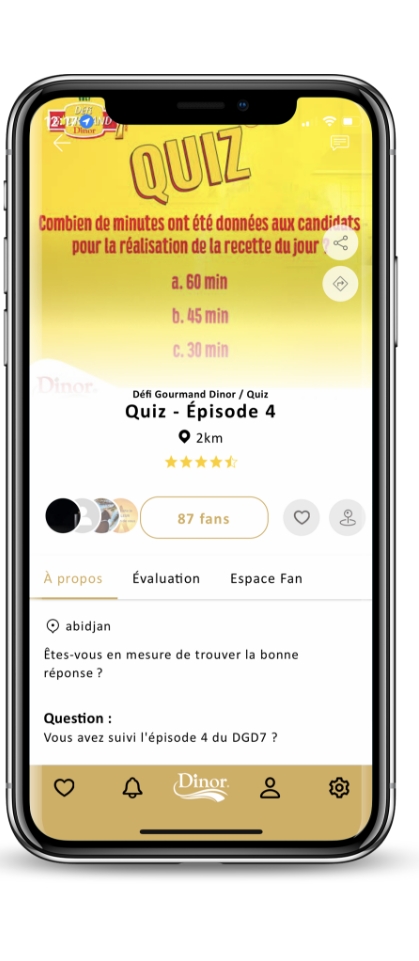 DÉFI
Dinor
QUIZ
Combien de minutes ont été données aux candidats
pour la réalisation de la recette du jour ?
a. 60 min
b. 45 min
c. 30 min
Dinor
Défi Gourmand Dinor / Quiz
Quiz - Épisode 4
2km
87 fans
À propos
Évaluation
Espace Fan
abidjan
Êtes-vous en mesure de trouver la bonne
réponse ?
Question :
Vous avez suivi l'épisode 4 du DGD7 ?
Dinor